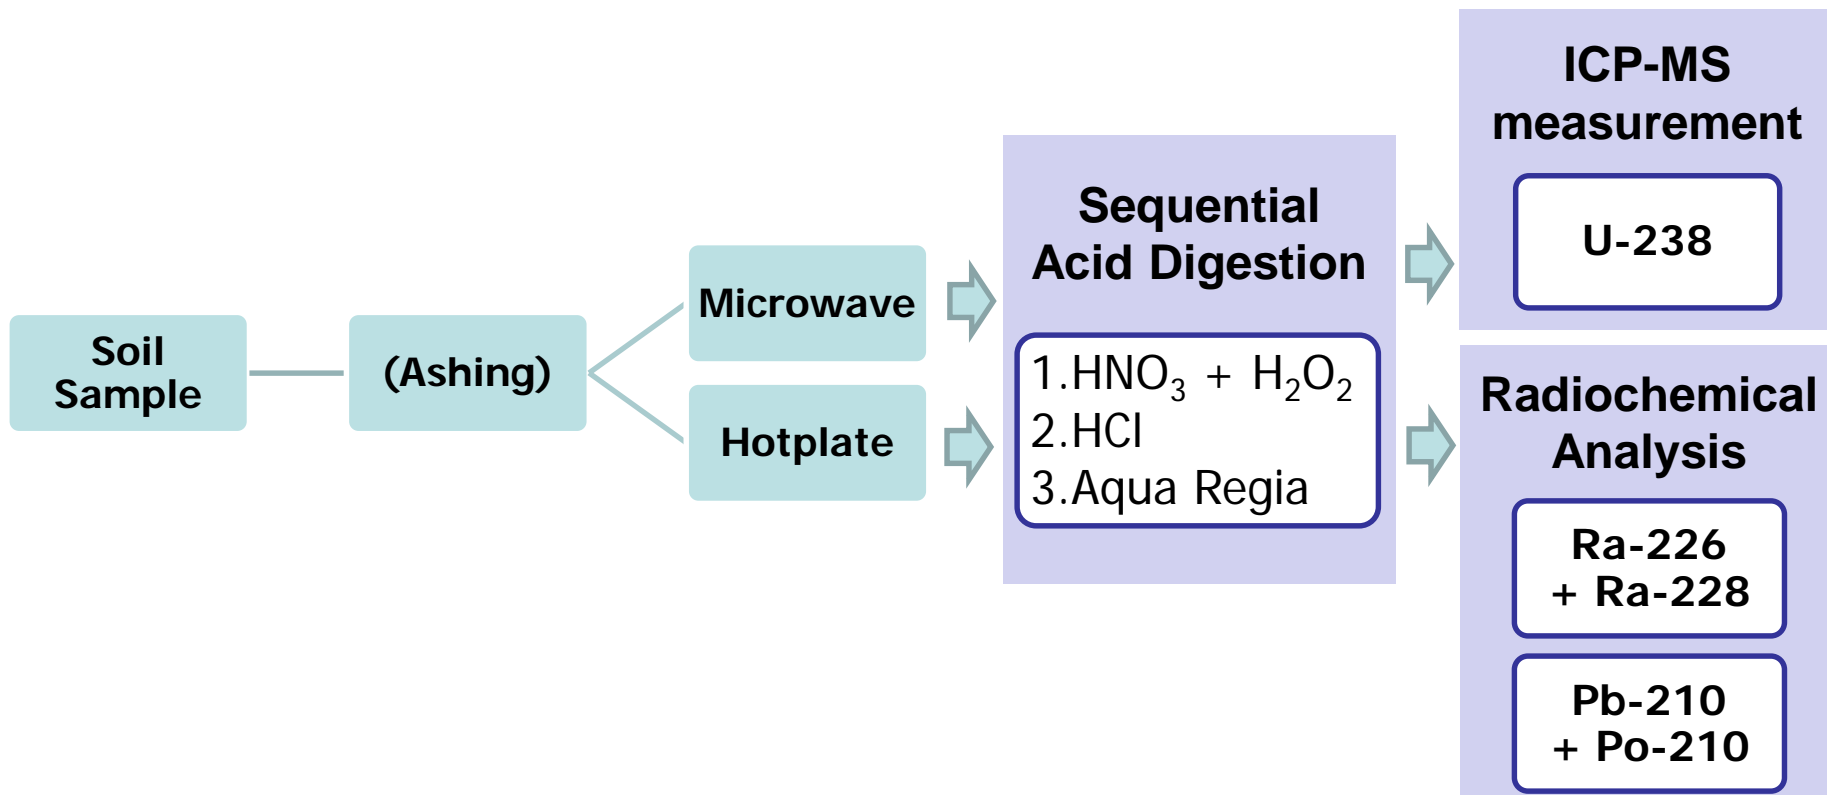 Soil
Sample
(Ashing)
Microwave
Hotplate
Sequential
Acid Digestion
1.HNO₃ + H₂O₂
2.HCl
3.Aqua Regia
ICP-MS
measurement
U-238
Radiochemical
Analysis
Ra-226
+ Ra-228
Pb-210
+ Po-210